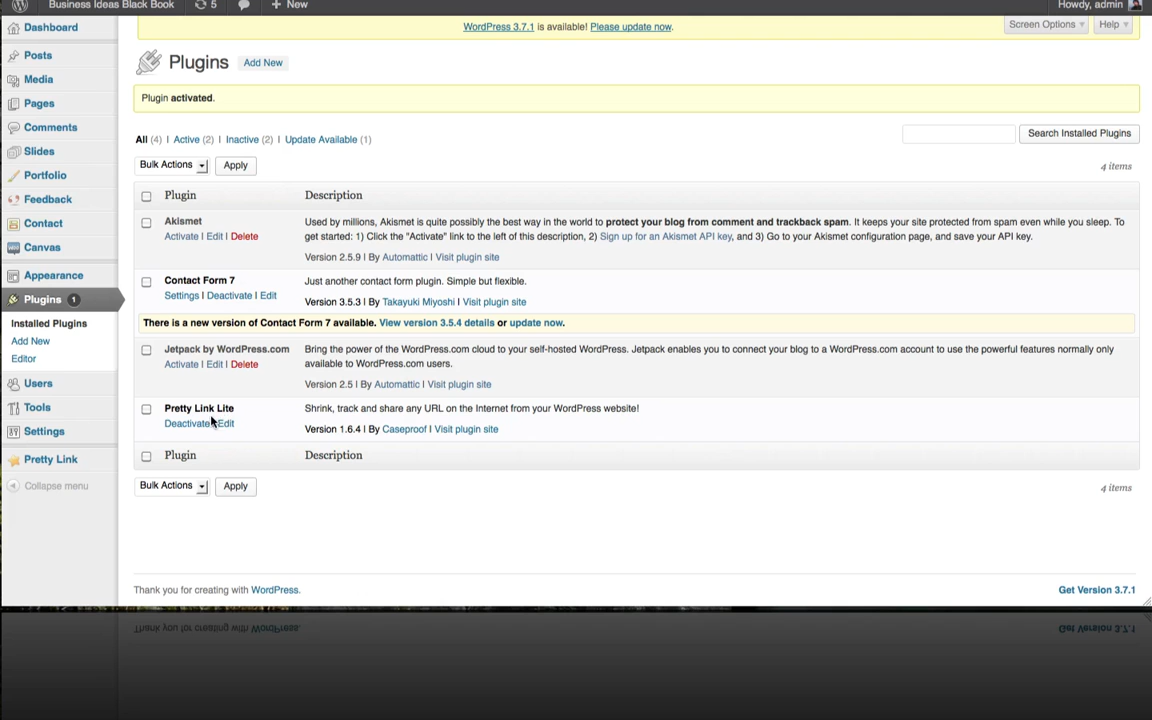 Business Ideas Black Book 5 + New Howdy, admin
WordPress 3.7.1 is available! Please update now.
Screen Options Help
Dashboard
Posts
Media
Pages
Comments
Slides
Portfolio
Feedback
Contact
Canvas
Appearance
Plugins 1
Installed Plugins
Add New
Editor
Users
Tools
Settings
Pretty Link
Collapse menu
Plugins Add New
Plugin activated.
All (4) | Active (2) | Inactive (2) | Update Available (1)
Search Installed Plugins
Bulk Actions Apply
4 items
Plugin Description
Akismet
Activate | Edit | Delete
Used by millions, Akismet is quite possibly the best way in the world to protect your blog from comment and trackback spam. It keeps your site protected from spam even while you sleep. To
get started: 1) Click the "Activate" link to the left of this description, 2) Sign up for an Akismet API key, and 3) Go to your Akismet configuration page, and save your API key.
Version 2.5.9 | By Automattic | Visit plugin site
Contact Form 7
Settings | Deactivate | Edit
Just another contact form plugin. Simple but flexible.
Version 3.5.3 | By Takayuki Miyoshi | Visit plugin site
There is a new version of Contact Form 7 available. View version 3.5.4 details or update now.
Jetpack by WordPress.com
Activate | Edit | Delete
Bring the power of the WordPress.com cloud to your self-hosted WordPress. Jetpack enables you to connect your blog to a WordPress.com account to use the powerful features normally only
available to WordPress.com users.
Version 2.5 | By Automattic | Visit plugin site
Pretty Link Lite
Deactivate | Edit
Shrink, track and share any URL on the Internet from your WordPress website!
Version 1.6.4 | By Caseproof | Visit plugin site
Plugin Description
Bulk Actions Apply
4 items
Thank you for creating with WordPress.
Get Version 3.7.1
Thank you for creating with WordPress.
Get Version 3.7.1